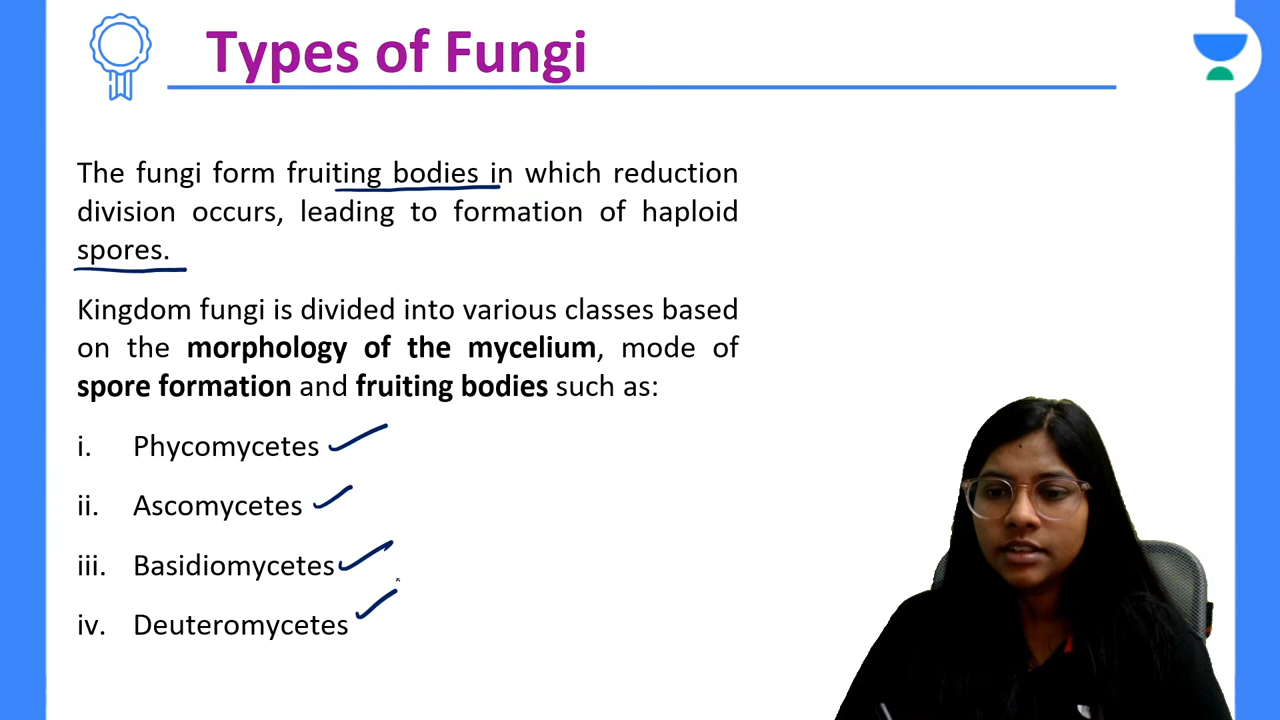 Types of Fungi
The fungi form fruiting bodies in which reduction
division occurs, leading to formation of haploid
spores.
Kingdom fungi is divided into various classes based
on the morphology of the mycelium, mode of
spore formation and fruiting bodies such as:
i. Phycomycetes
ii. Ascomycetes
iii. Basidiomycetes
iv. Deuteromycetes